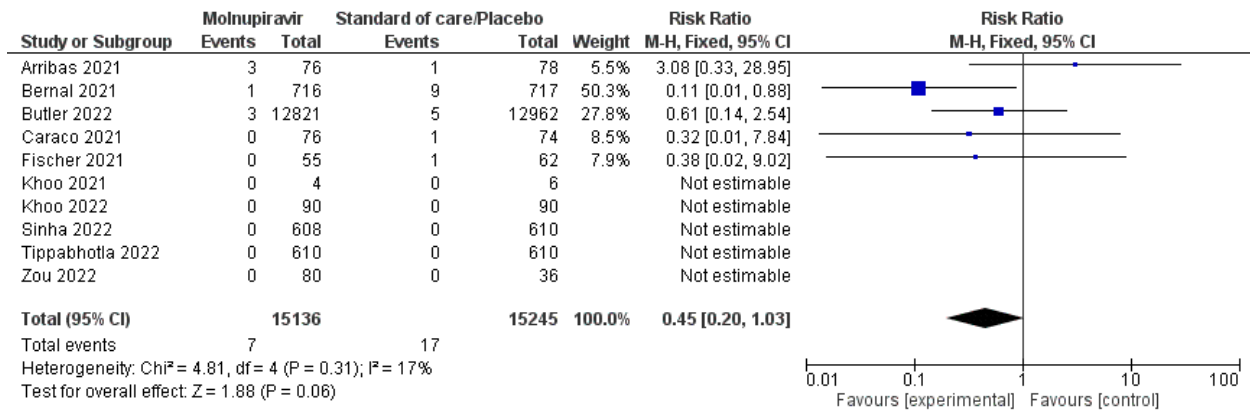 Molnupiravir Standard of care/Placebo Risk Ratio Risk Ratio
Study or Subgroup Events Total Events Total Weight M-H, Fixed, 95% CI M-H, Fixed, 95% CI
Arribas 2021 3 76 1 78 5.5% 3.08 [0.33, 28.95]
Bernal 2021 1 716 9 717 50.3% 0.11 [0.01, 0.88]
Butler 2022 3 12821 5 12962 27.8% 0.61 [0.14, 2.54]
Caraco 2021 0 76 1 74 8.5% 0.32 [0.01, 7.84]
Fischer 2021 0 55 1 62 7.9% 0.38 [0.02, 9.02]
Khoo 2021 0 4 0 6 Not estimable
Khoo 2022 0 90 0 90 Not estimable
Sinha 2022 0 608 0 610 Not estimable
Tippabhotla 2022 0 610 0 610 Not estimable
Zou 2022 0 80 0 36 Not estimable
Total (95% CI) 15136 15245 100.0% 0.45 [0.20, 1.03]
Total events 7 17
Heterogeneity: Chi² = 4.81, df = 4 (P = 0.31); I² = 17%
Test for overall effect: Z = 1.88 (P = 0.06)
0.01 0.1 1 10 100
Favours [experimental] Favours [control]